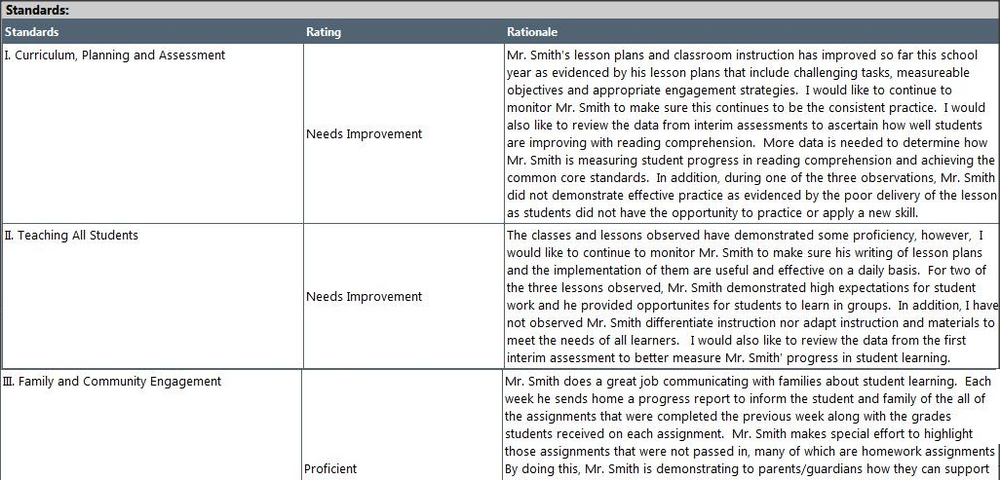 Standards:
Standards Rating Rationale
I. Curriculum, Planning and Assessment
Needs Improvement
Mr. Smith's lesson plans and classroom instruction has improved so far this school
year as evidenced by his lesson plans that include challenging tasks, measureable
objectives and appropriate engagement strategies.  I would like to continue to
monitor Mr. Smith to make sure this continues to be the consistent practice.  I would
also like to review the data from interim assessments to ascertain how well students
are improving with reading comprehension.  More data is needed to determine how
Mr. Smith is measuring student progress in reading comprehension and achieving the
common core standards.  In addition, during one of the three observations, Mr. Smith
did not demonstrate effective practice as evidenced by the poor delivery of the lesson
as students did not have the opportunity to practice or apply a new skill.
II. Teaching All Students
Needs Improvement
The classes and lessons observed have demonstrated some proficiency, however,  I
would like to continue to monitor Mr. Smith to make sure his writing of lesson plans
and the implementation of them are useful and effective on a daily basis.  For two of
the three lessons observed, Mr. Smith demonstrated high expectations for student
work and he provided opportunites for students to learn in groups.  In addition, I have
not observed Mr. Smith differentiate instruction nor adapt instruction and materials to
meet the needs of all learners.   I would also like to review the data from the first
interim assessment to better measure Mr. Smith' progress in student learning.
III. Family and Community Engagement
Proficient
Mr. Smith does a great job communicating with families about student learning.  Each
week he sends home a progress report to inform the student and family of the all of
the assignments that were completed the previous week along with the grades
students received on each assignment.  Mr. Smith makes special effort to highlight
those assignments that were not passed in, many of which are homework assignments
By doing this, Mr. Smith is demonstrating to parents/guardians how they can support